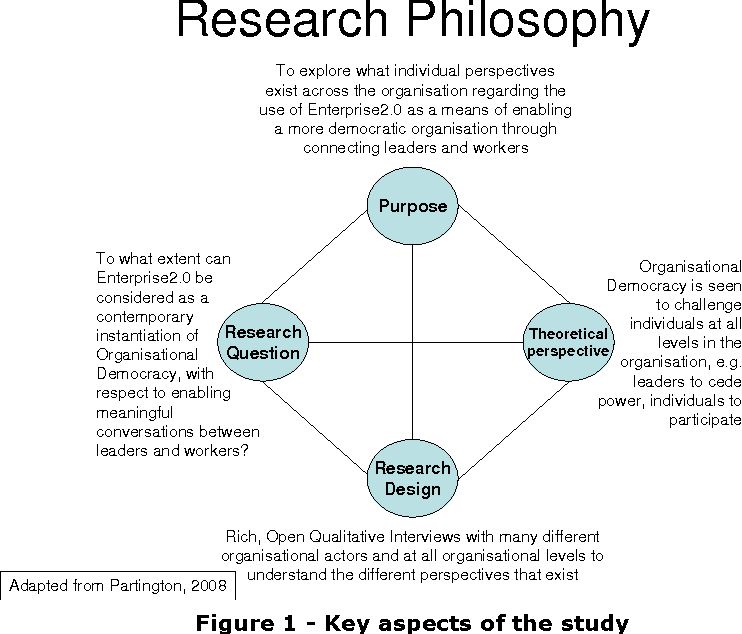 Research Philosophy
To explore what individual perspectives
exist across the organisation regarding the
use of Enterprise2.0 as a means of enabling
a more democratic organisation through
connecting leaders and workers
Purpose
To what extent can
Enterprise2.0 be
considered as a
contemporary
instantiation of
Organisational
Democracy, with
respect to enabling
meaningful
conversations between
leaders and workers?
Research
Question
Theoretical
perspective
Organisational
Democracy is seen
to challenge
individuals at all
levels in the
organisation, e.g.
leaders to cede
power, individuals to
participate
Research
Design
Rich, Open Qualitative Interviews with many different
organisational actors and at all organisational levels to
understand the different perspectives that exist
Adapted from Partington, 2008
Figure 1 - Key aspects of the study